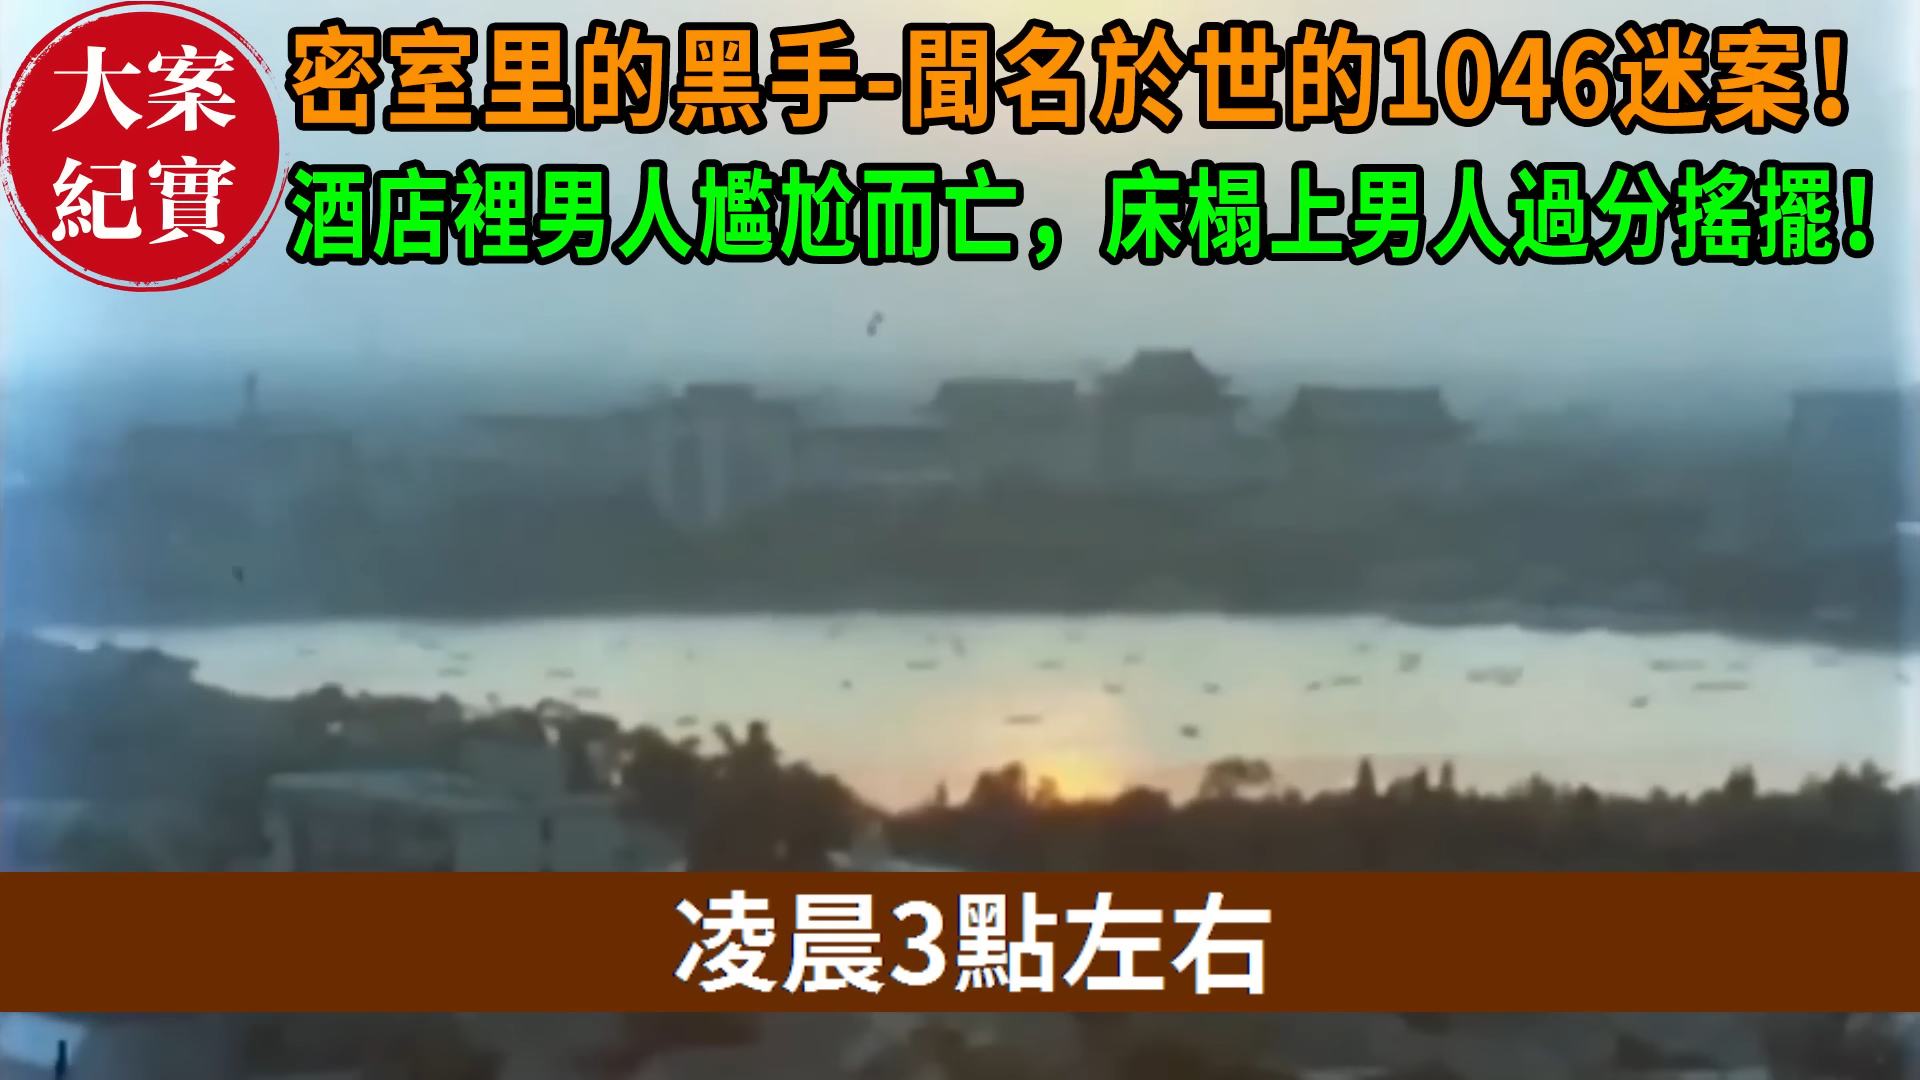 大案
紀實
密室里的黑手-聞名於世的1046迷案！
酒店裡男人尷尬而亡，床榻上男人過分搖擺！
凌晨3點左右